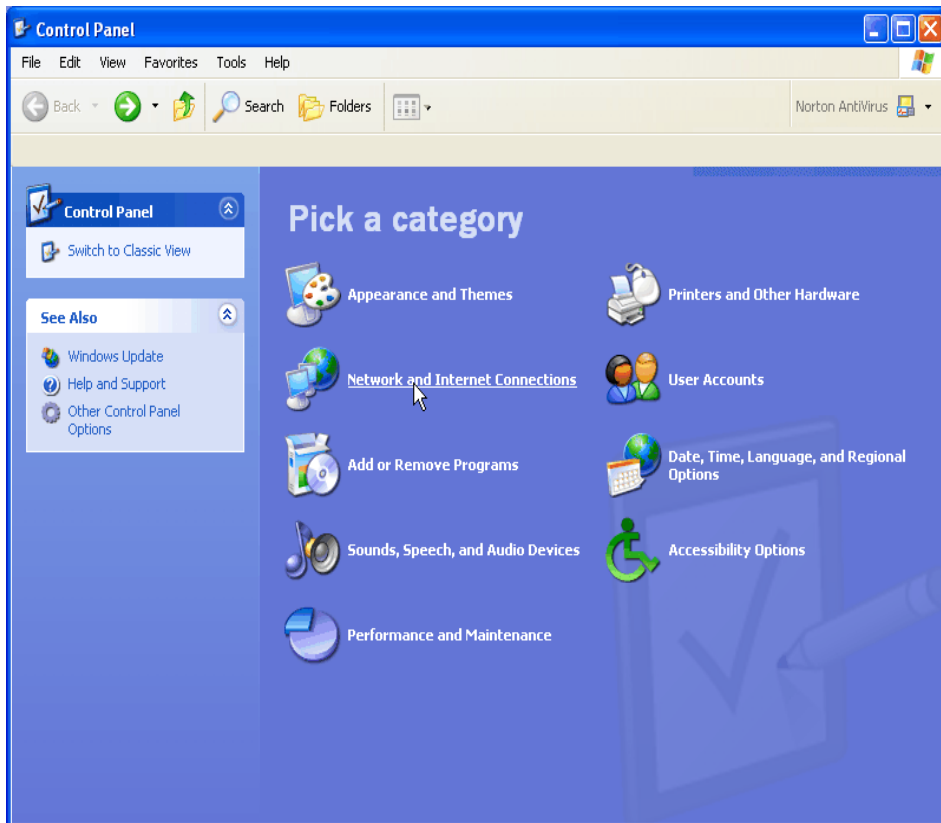 Control Panel
File Edit View Favorites Tools Help
Back Search Folders Norton AntiVirus
Control Panel
Switch to Classic View
See Also
Windows Update
Help and Support
Other Control Panel
Options
Pick a category
Appearance and Themes
Printers and Other Hardware
Network and Internet Connections
User Accounts
Add or Remove Programs
Date, Time, Language, and Regional
Options
Sounds, Speech, and Audio Devices
Accessibility Options
Performance and Maintenance